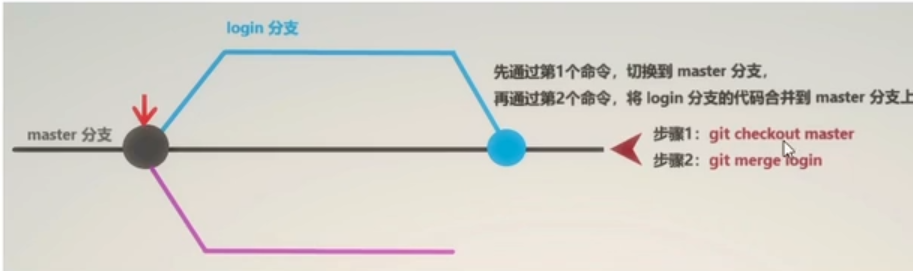 login 分支
先通过第1个命令，切换到 master 分支，
再通过第2个命令，将 login 分支的代码合并到 master 分支上
master 分支
步骤1：git checkout master
步骤2：git merge login